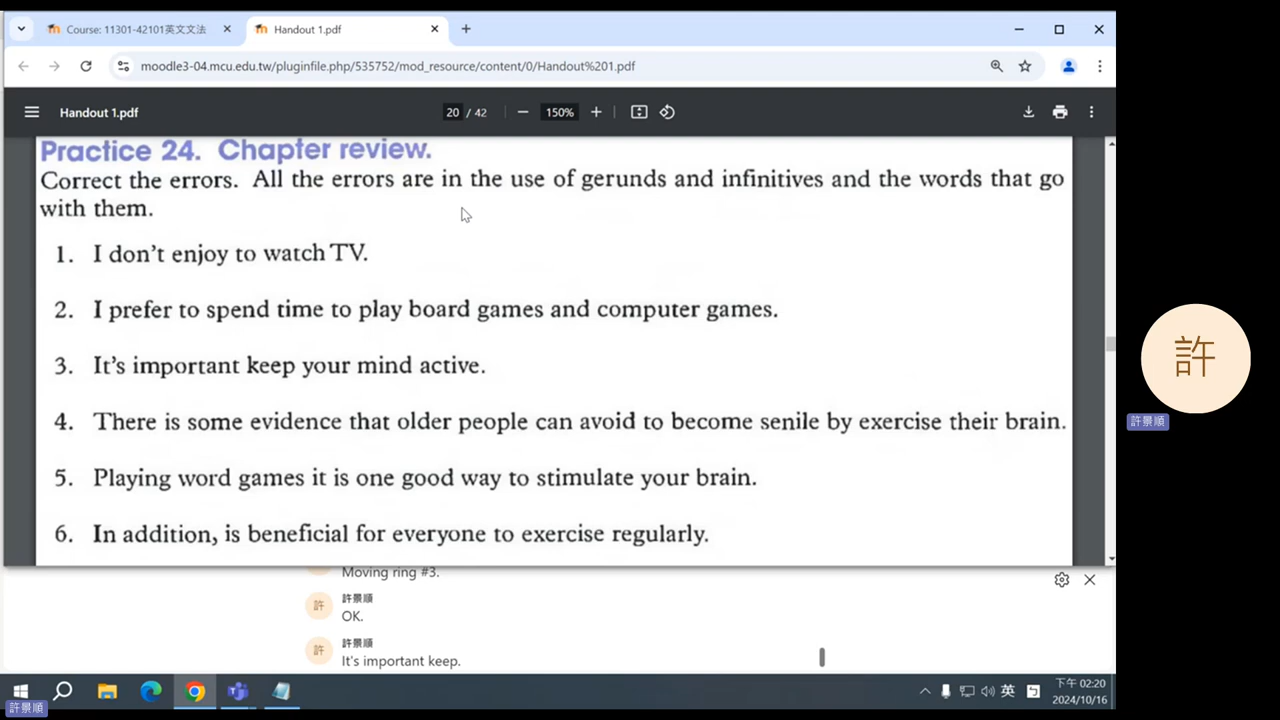 Course: 11301-42101英文文法
Handout 1.pdf
moodle3-04.mcu.edu.tw/pluginfile.php/535752/mod_resource/content/0/Handout%201.pdf
Handout 1.pdf
20 / 42
150%
Practice 24. Chapter review.
Correct the errors. All the errors are in the use of gerunds and infinitives and the words that go
with them.
1. I don't enjoy to watch TV.
2. I prefer to spend time to play board games and computer games.
3. It's important keep your mind active.
4. There is some evidence that older people can avoid to become senile by exercise their brain.
5. Playing word games it is one good way to stimulate your brain.
6. In addition, is beneficial for everyone to exercise regularly.
Moving ring #3.
許景順
許
OK.
許景順
許
It's important keep.
許
許景順
英
下午 02:20
2024/10/16
許景順